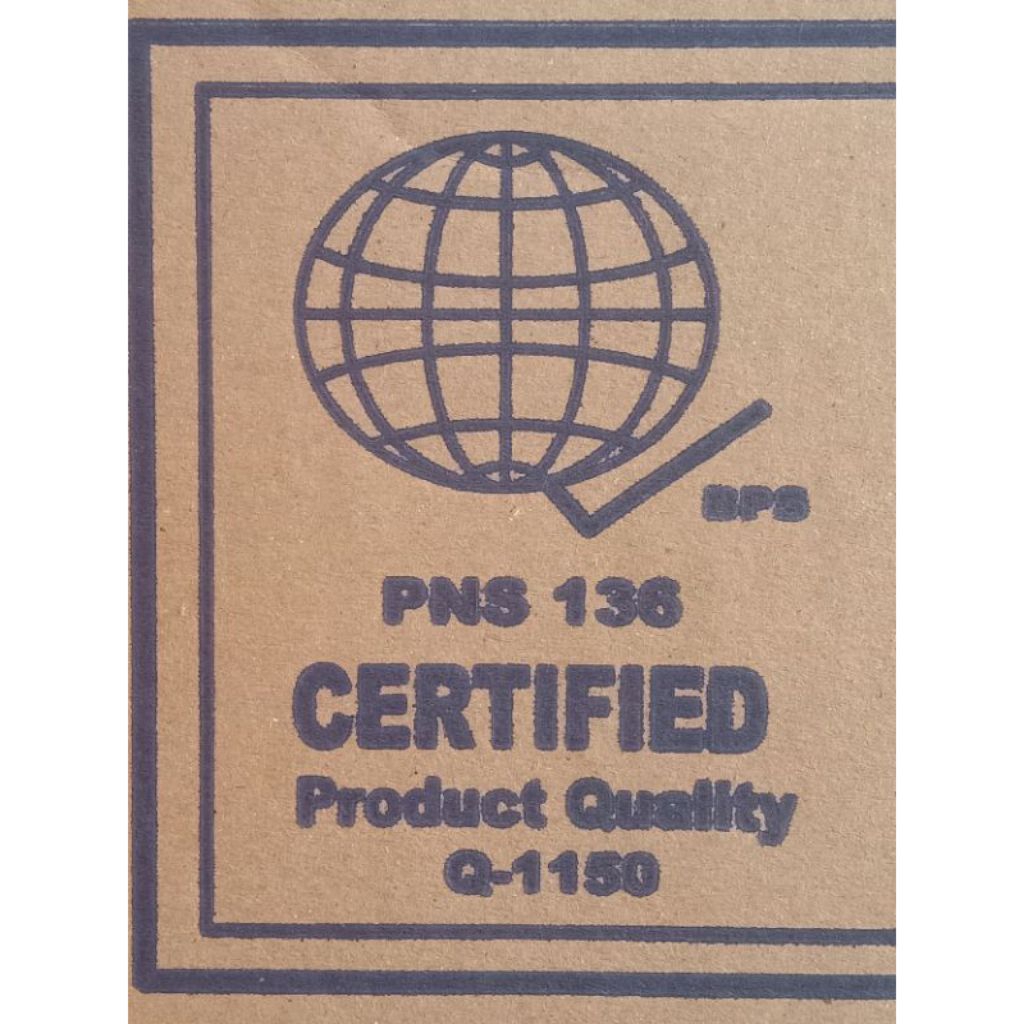 BPS
PNS 136
CERTIFIED
Product Quality
Q-1150